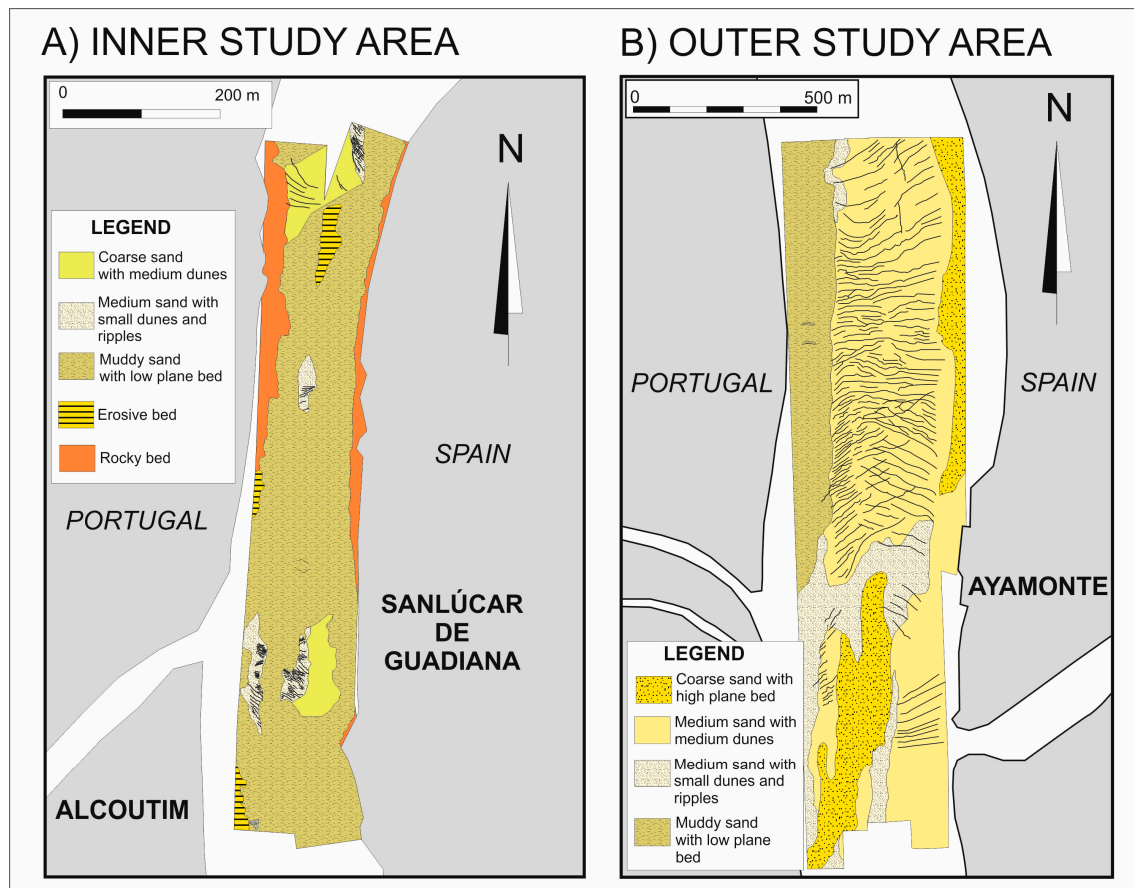 A) INNER STUDY AREA
0 200 m
N
LEGEND
Coarse sand
with medium dunes
Medium sand with
small dunes and
ripples
Muddy sand
with low plane bed
Erosive bed
Rocky bed
PORTUGAL
SPAIN
SANLÚCAR
DE
GUADIANA
ALCOUTIM
B) OUTER STUDY AREA
0 500 m
N
PORTUGAL
SPAIN
AYAMONTE
LEGEND
Coarse sand with
high plane bed
Medium sand with
medium dunes
Medium sand with
small dunes and
ripples
Muddy sand
with low plane
bed